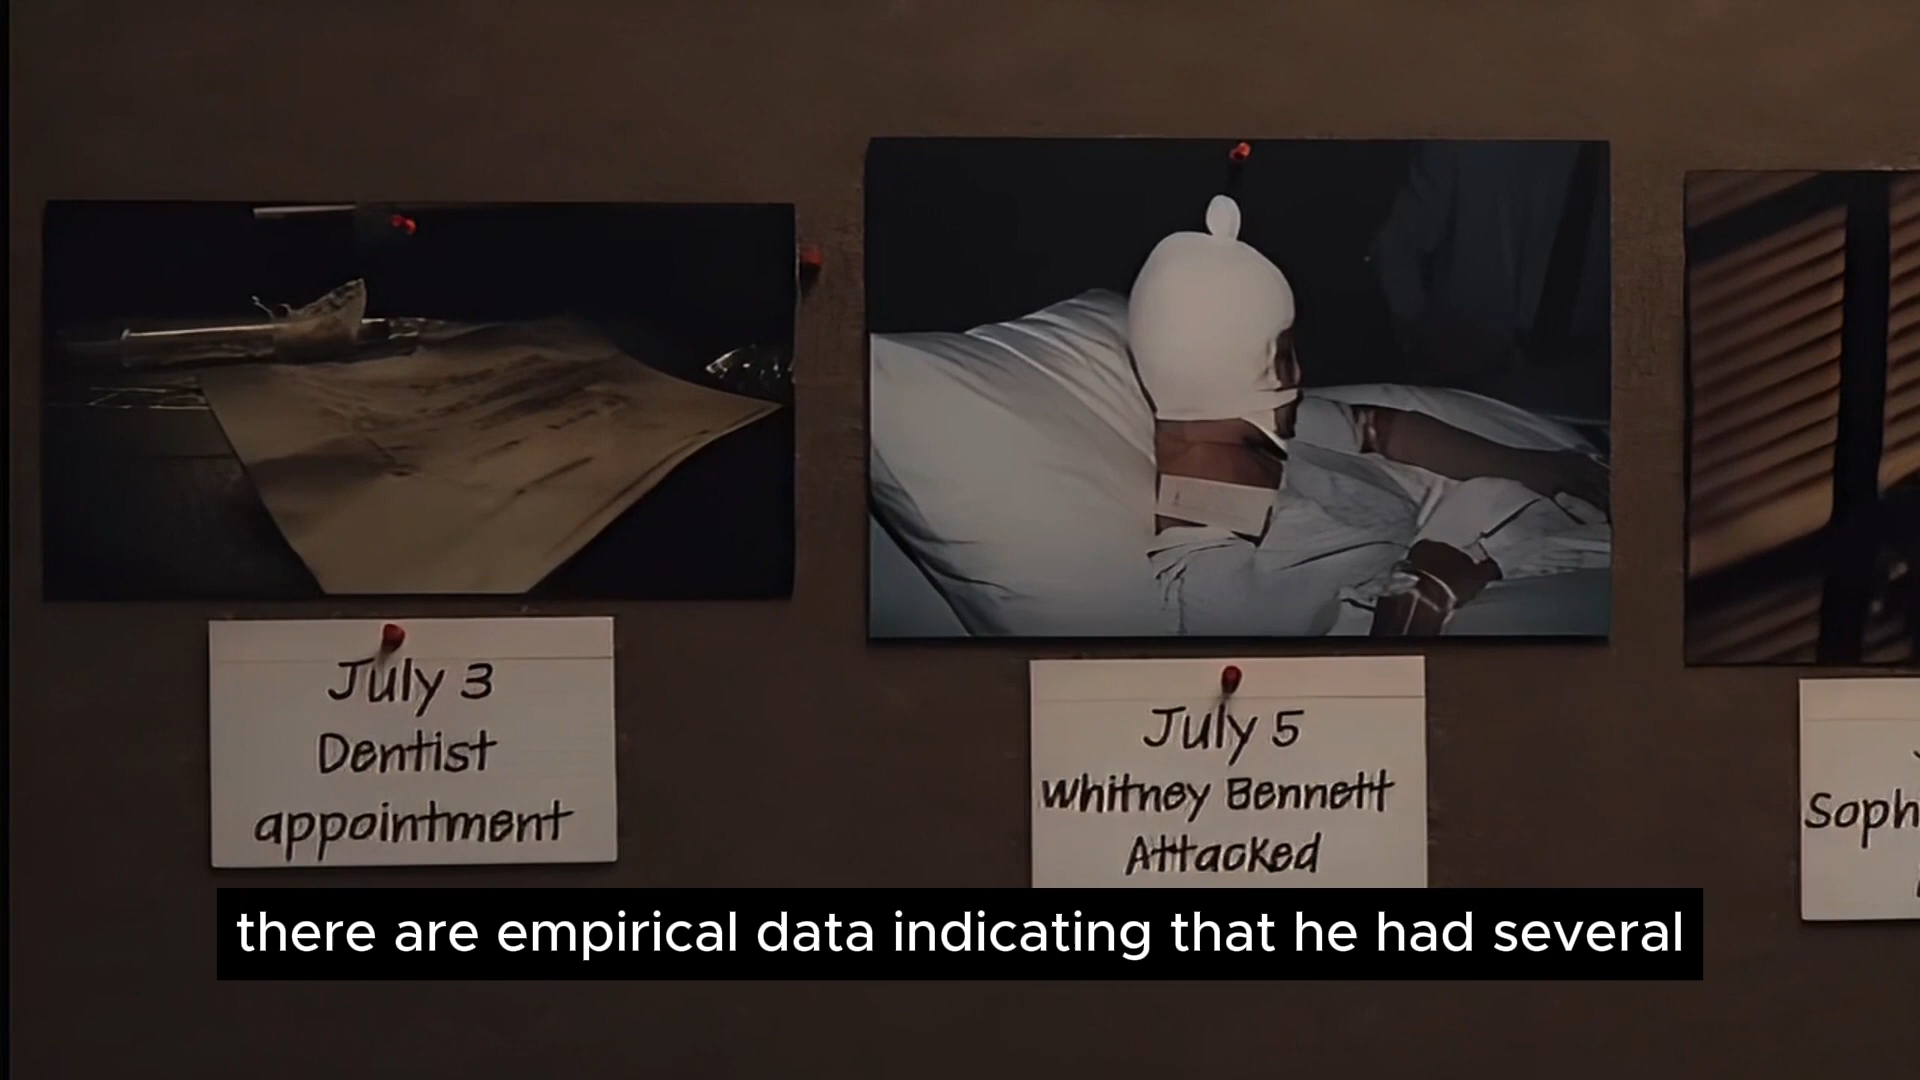 July 3
Dentist
appointment
July 5
Whitney Bennett
Attacked
Soph
there are empirical data indicating that he had several